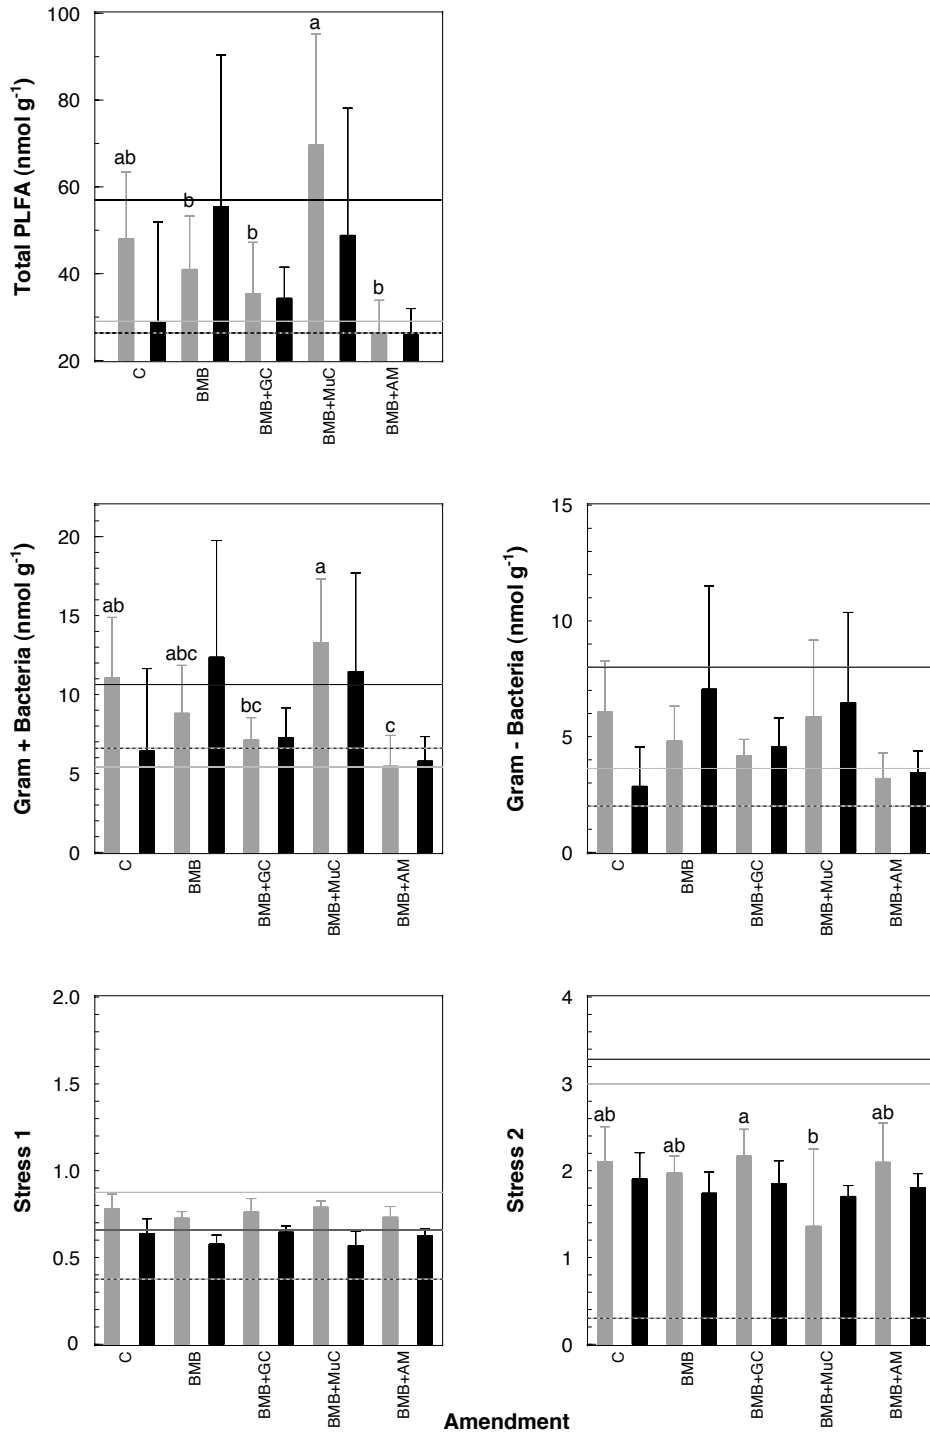 Total PLFA (nmol g-1)
100
80
60
40
20
ab
b
b
a
b
C
BMB
BMB+GC
BMB+MuC
BMB+AM
Gram + Bacteria (nmol g-1)
20
15
10
5
0
ab
abc
bc
a
c
C
BMB
BMB+GC
BMB+MuC
BMB+AM
Gram - Bacteria (nmol g-1)
15
10
5
0
C
BMB
BMB+GC
BMB+MuC
BMB+AM
Stress 1
2.0
1.5
1.0
0.5
0
C
BMB
BMB+GC
BMB+MuC
BMB+AM
Stress 2
4
3
2
1
0
ab
ab
a
b
ab
C
BMB
BMB+GC
BMB+MuC
BMB+AM
Amendment